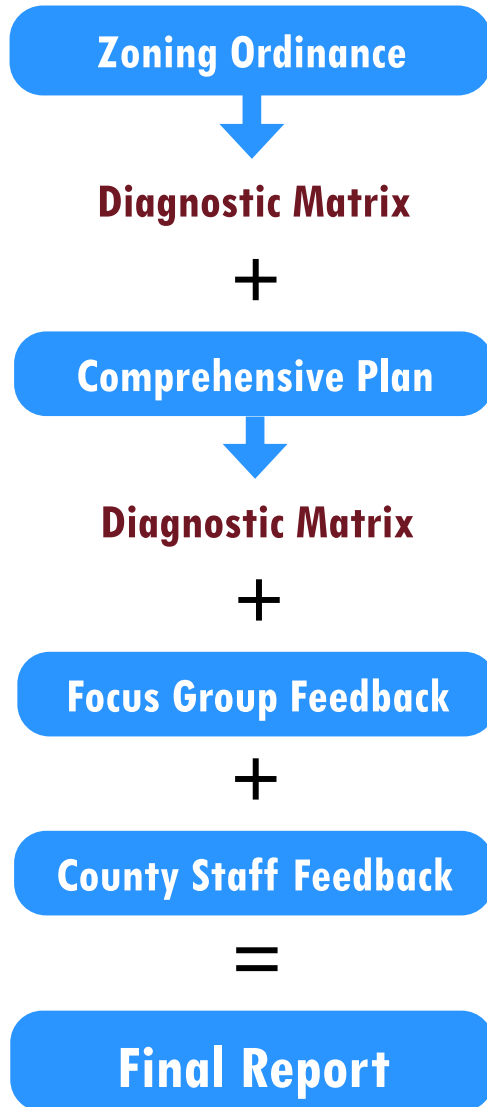 Zoning Ordinance
Diagnostic Matrix
+
Comprehensive Plan
Diagnostic Matrix
+
Focus Group Feedback
+
County Staff Feedback
=
Final Report